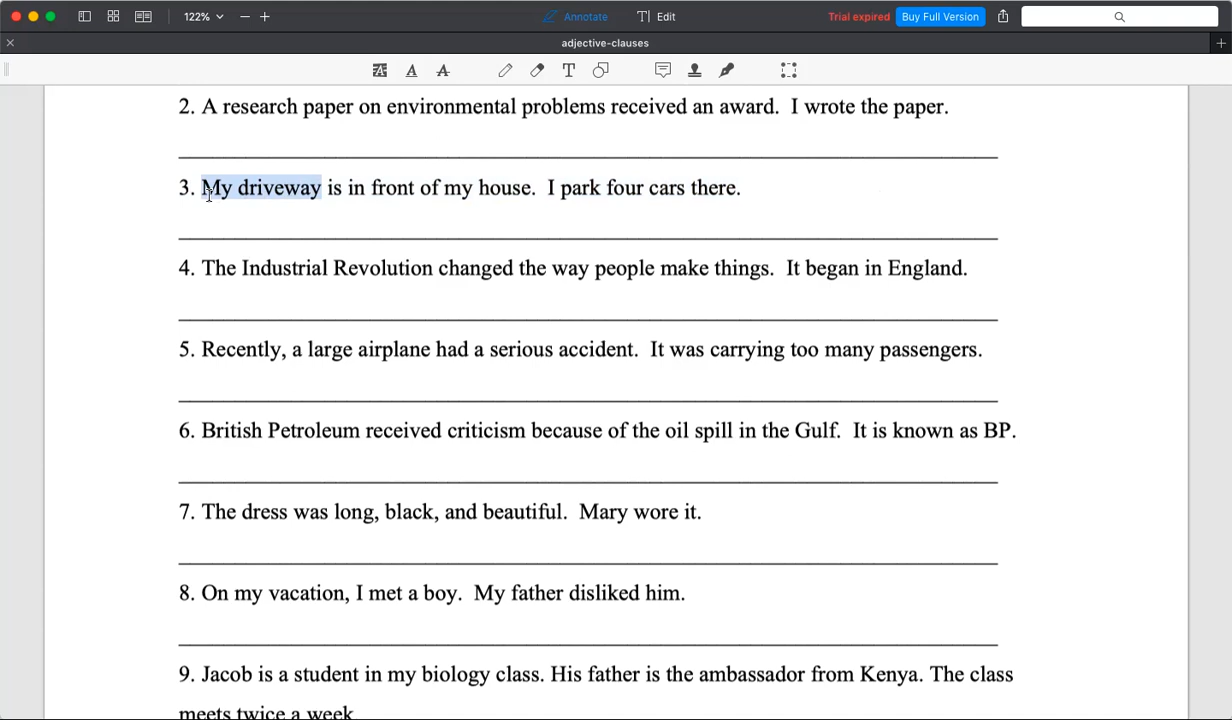 122%
Annotate
Edit
Trial expired
Buy Full Version
adjective-clauses
2. A research paper on environmental problems received an award. I wrote the paper.
3. My driveway is in front of my house. I park four cars there.
4. The Industrial Revolution changed the way people make things. It began in England.
5. Recently, a large airplane had a serious accident. It was carrying too many passengers.
6. British Petroleum received criticism because of the oil spill in the Gulf. It is known as BP.
7. The dress was long, black, and beautiful. Mary wore it.
8. On my vacation, I met a boy. My father disliked him.
9. Jacob is a student in my biology class. His father is the ambassador from Kenya. The class
meets twice a week